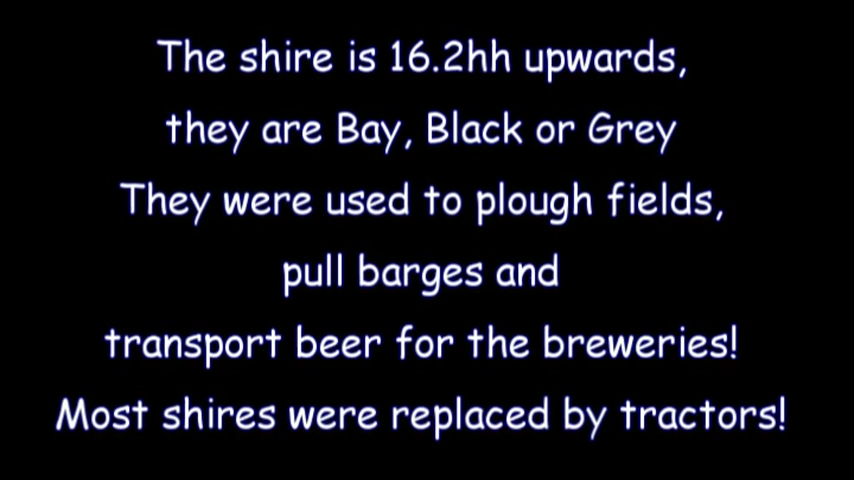 The shire is 16.2hh upwards,
they are Bay, Black or Grey
They were used to plough fields,
pull barges and
transport beer for the breweries!
Most shires were replaced by tractors!